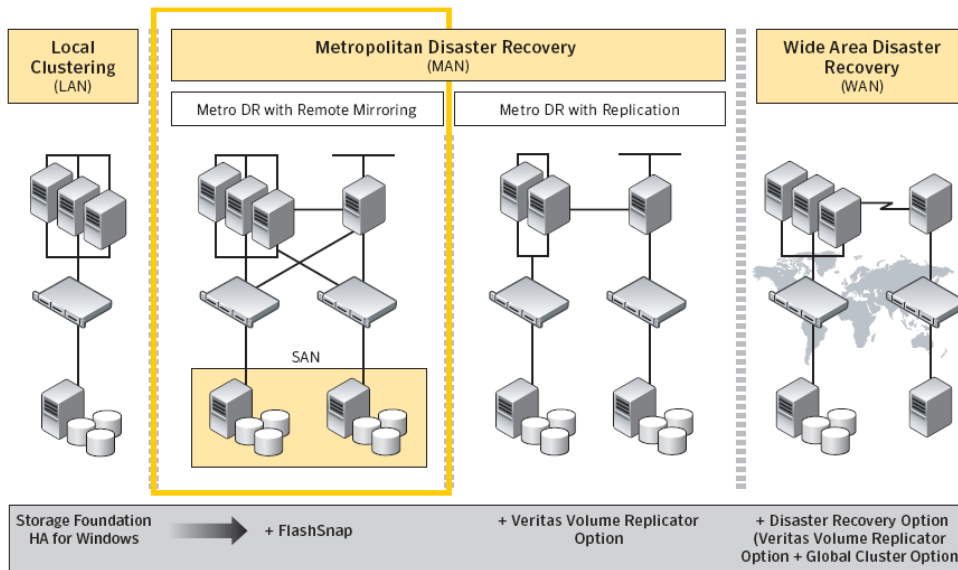 Local
Clustering
(LAN)
Metropolitan Disaster Recovery
(MAN)
Wide Area Disaster
Recovery
(WAN)
Metro DR with Remote Mirroring
Metro DR with Replication
SAN
Storage Foundation
HA for Windows
+ FlashSnap
+ Veritas Volume Replicator
Option
+ Disaster Recovery Option
(Veritas Volume Replicator
Option + Global Cluster Option